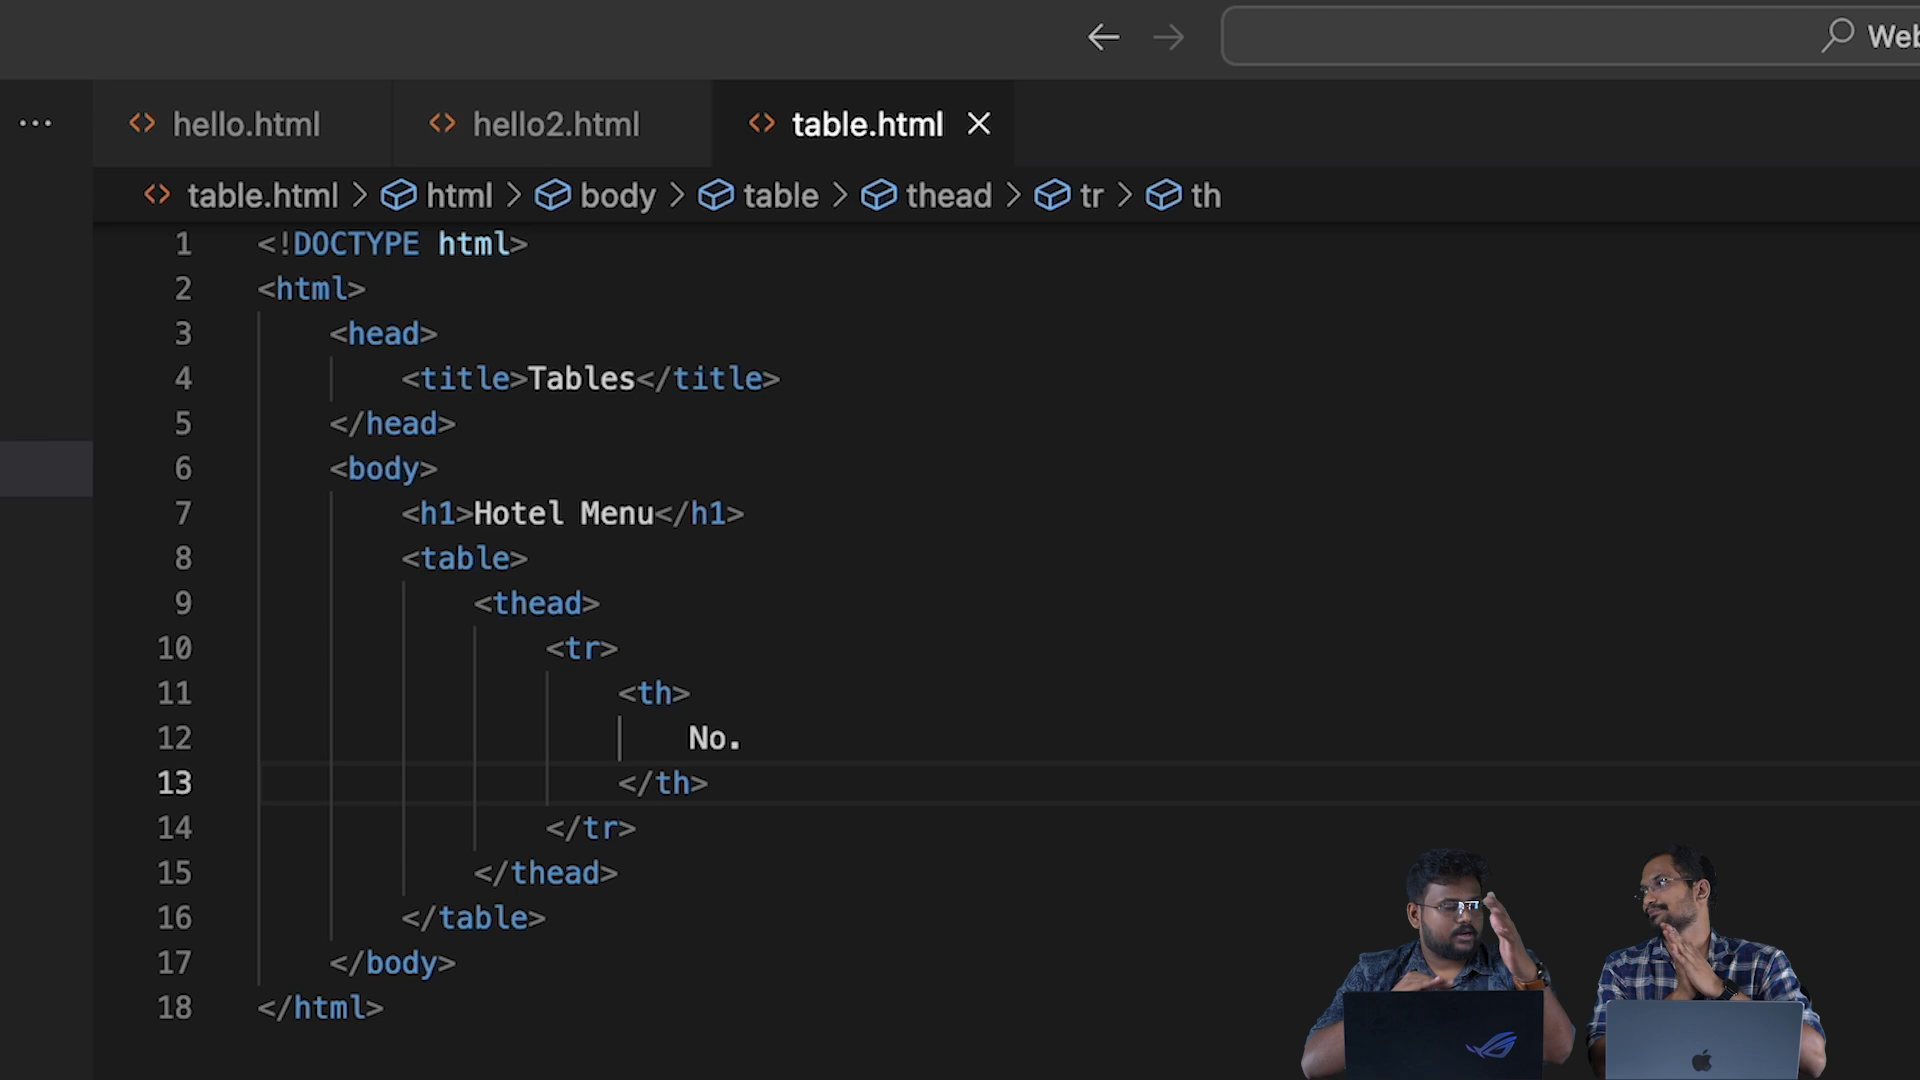 Web
hello.html
hello2.html
table.html
table.html > html > body > table > thead > tr > th
1 <!DOCTYPE html>
2 <html>
3 <head>
4 <title>Tables</title>
5 </head>
6 <body>
7 <h1>Hotel Menu</h1>
8 <table>
9 <thead>
10 <tr>
11 <th>
12 No.
13 </th>
14 </tr>
15 </thead>
16 </table>
17 </body>
18 </html>